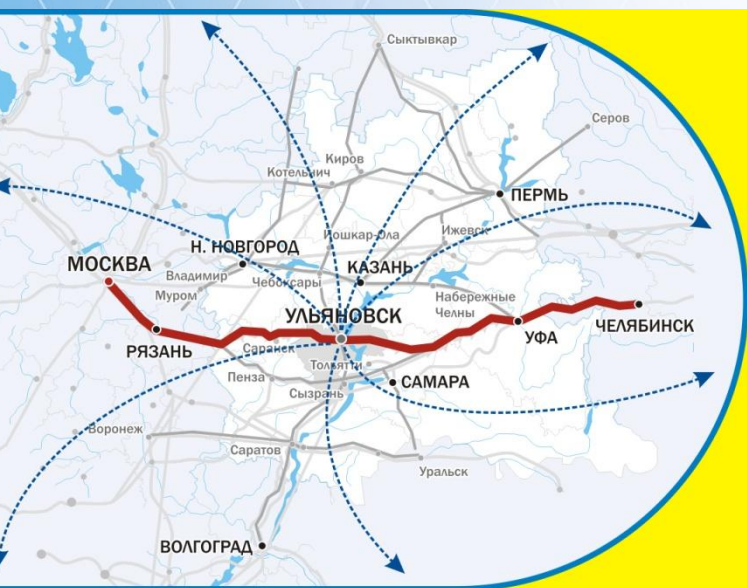 Сыктывкар
Серов
Киров
Котельнич
ПЕРМЬ
Йошкар-Ола
Ижевск
Н. НОВГОРОД
МОСКВА
КАЗАНЬ
Владимир
Чебоксары
Муром
Набережные
Челны
УЛЬЯНОВСК
ЧЕЛЯБИНСК
УФА
РЯЗАНЬ
Саранск
Тольятти
Пенза
САМАРА
Сызрань
Воронеж
Саратов
Уральск
ВОЛГОГРАД